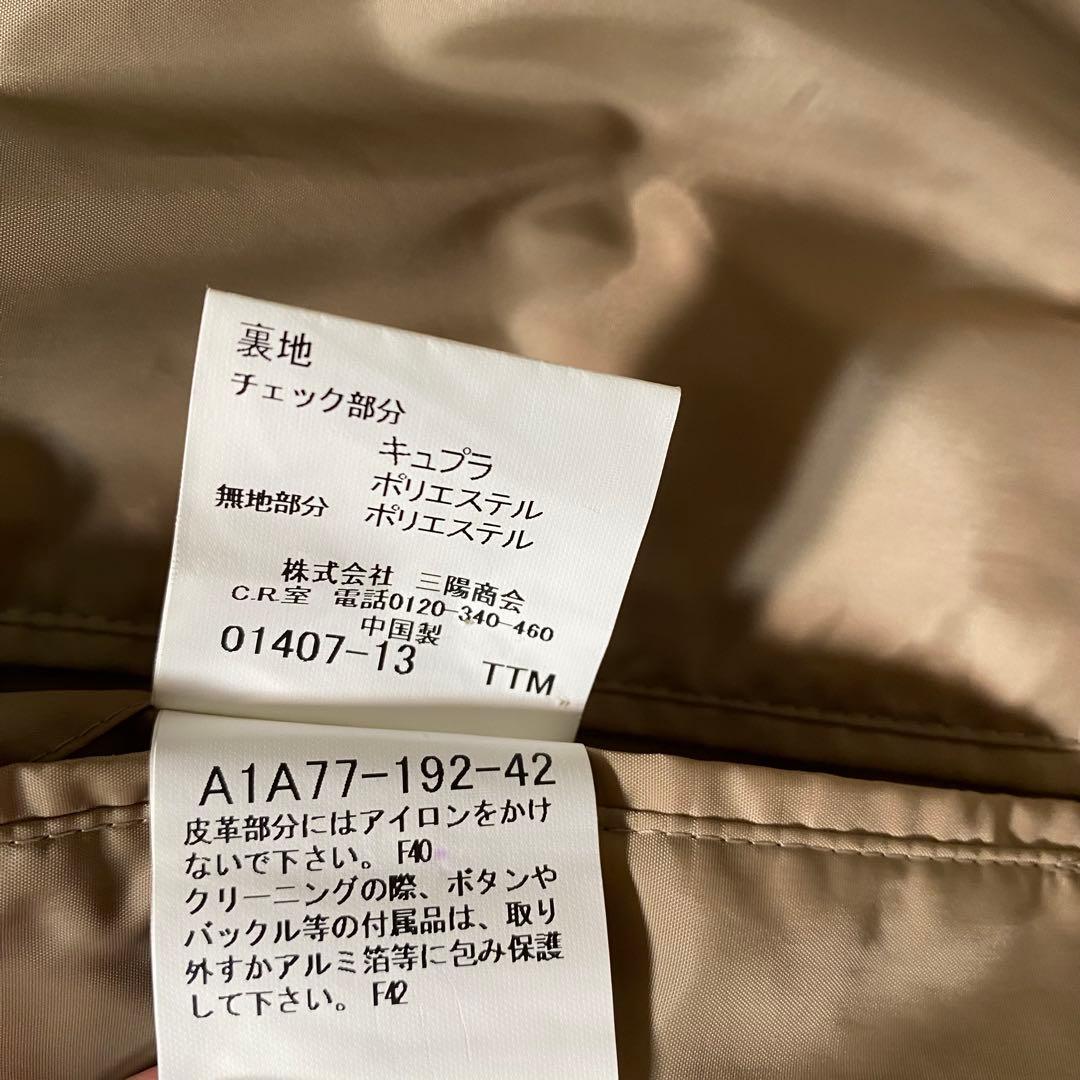 裏地
チェック部分
キュプラ
ポリエステル
無地部分 ポリエステル
株式会社 三陽商会
C.R.室 電話0120-340-460
中国製
01407-13 TTM
A1A77-192-42
皮革部分にはアイロンをかけ
ないで下さい。 F40
クリーニングの際、ボタンや
バックル等の付属品は、取り
外すかアルミ箔等に包み保護
して下さい。 F42